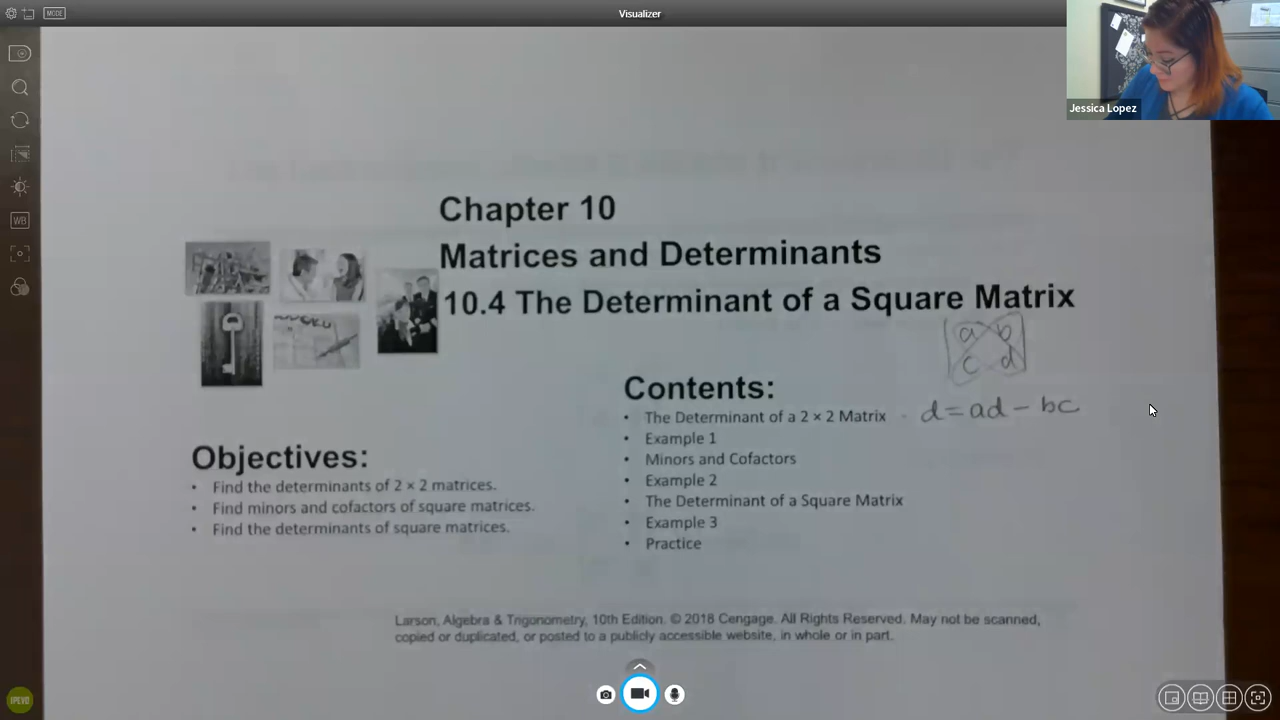 MODE
Visualizer
Jessica Lopez
WB
Chapter 10
Matrices and Determinants
10.4 The Determinant of a Square Matrix
a b
c d
Contents:
• The Determinant of a 2 × 2 Matrix - d = ad - bc
• Example 1
• Minors and Cofactors
• Example 2
• The Determinant of a Square Matrix
• Example 3
• Practice
Objectives:
• Find the determinants of 2 × 2 matrices.
• Find minors and cofactors of square matrices.
• Find the determinants of square matrices.
Larson, Algebra & Trigonometry, 10th Edition. © 2018 Cengage. All Rights Reserved. May not be scanned,
copied or duplicated, or posted to a publicly accessible website, in whole or in part.
IPEVO